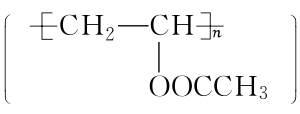 ( –[CH₂—CH]–ₙ )
OOCCH₃